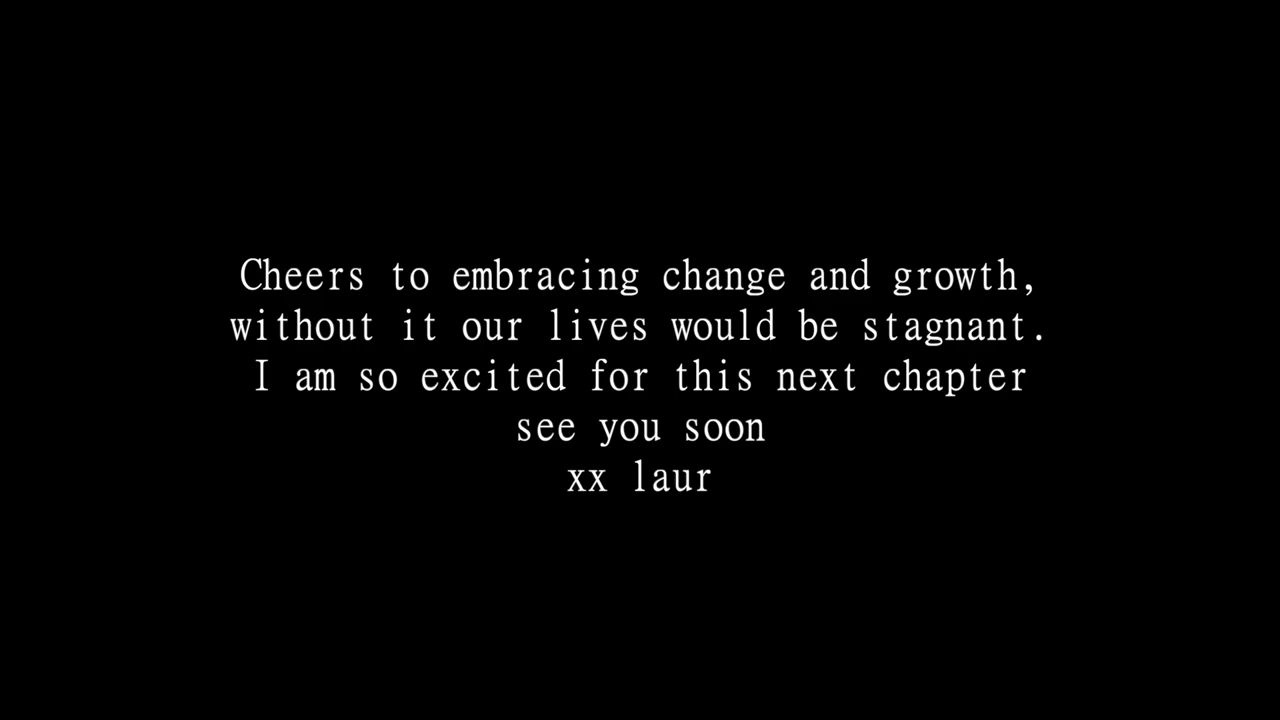 Cheers to embracing change and growth,
without it our lives would be stagnant.
I am so excited for this next chapter
see you soon
xx laur